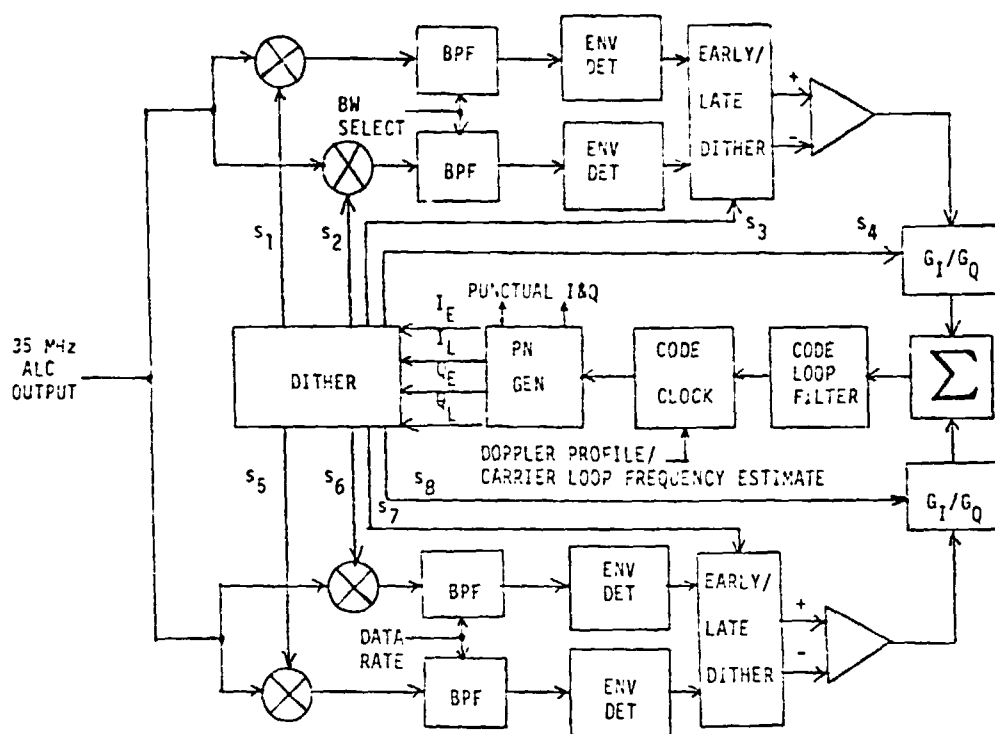 BPF
ENV
DET
EARLY/
LATE
DITHER
+
-
BW
SELECT
BPF
ENV
DET
s1
s2
s3
s4
GI/GQ
PUNCTUAL I&Q
35 MHz
ALC
OUTPUT
DITHER
IE
IL
QE
QL
PN
GEN
CODE
CLOCK
CODE
LOOP
FILTER
Σ
DOPPLER PROFILE/
CARRIER LOOP FREQUENCY ESTIMATE
s5
s6
s8
s7
GI/GQ
BPF
ENV
DET
EARLY/
LATE
DITHER
+
-
DATA
RATE
BPF
ENV
DET